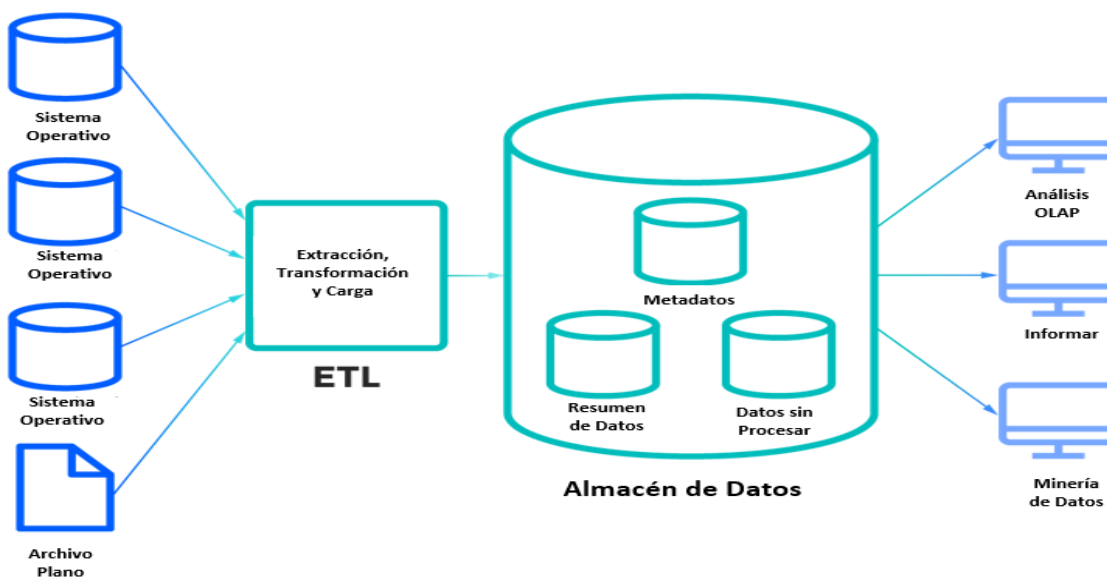 Sistema
Operativo
Sistema
Operativo
Sistema
Operativo
Archivo
Plano
Extracción,
Transformación
y Carga
ETL
Metadatos
Resumen
de Datos
Datos sin
Procesar
Almacén de Datos
Análisis
OLAP
Informar
Minería
de Datos